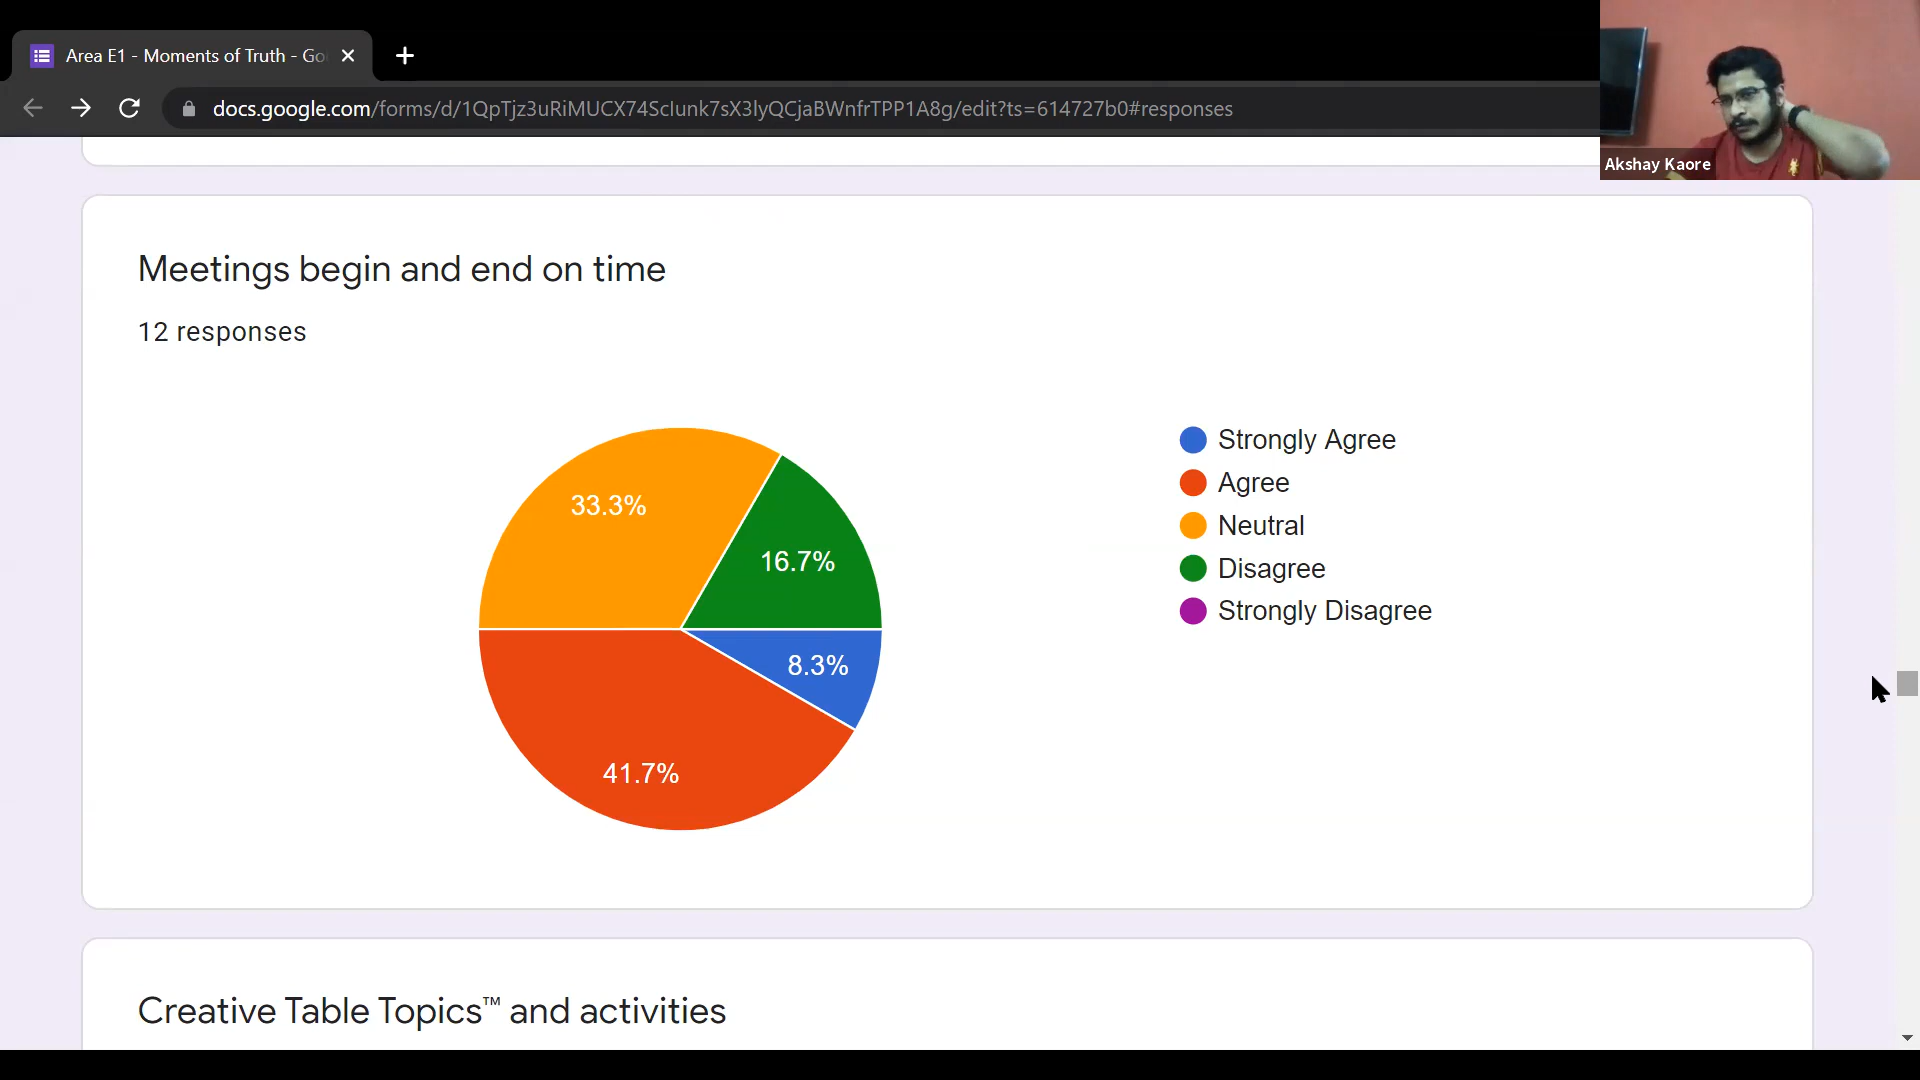 Area E1 - Moments of Truth - Go
docs.google.com/forms/d/1QpTjz3uRiMUCX74ScIunk7sX3lyQCjaBWnfrTPP1A8g/edit?ts=614727b0#responses
Akshay Kaore
Meetings begin and end on time
12 responses
33.3%
16.7%
8.3%
41.7%
Strongly Agree
Agree
Neutral
Disagree
Strongly Disagree
Creative Table Topics™ and activities